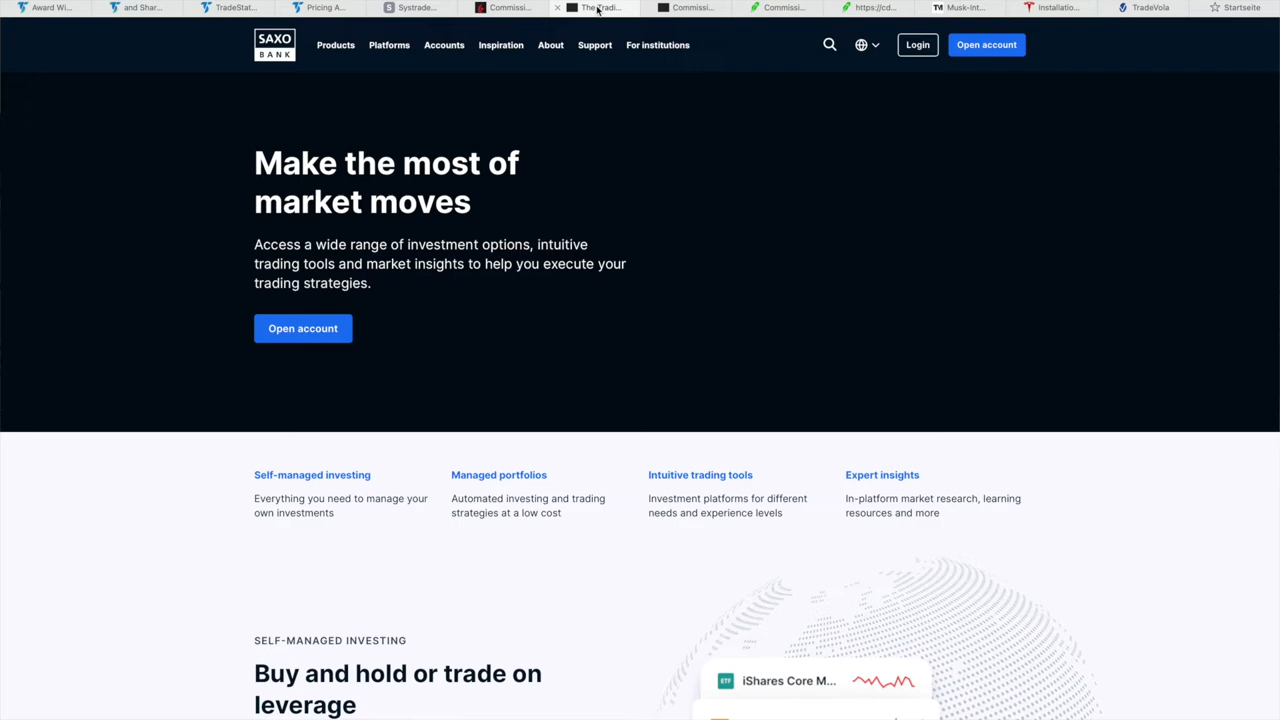 Award Wi...
and Shar...
TradeStat...
Pricing A...
Systrade...
Commissi...
The Tradi...
Commissi...
Commissi...
https://cd...
Musk-Int...
Installatio...
TradeVola
Startseite
SAXO
BANK
Products
Platforms
Accounts
Inspiration
About
Support
For institutions
Login
Open account
Make the most of
market moves
Access a wide range of investment options, intuitive
trading tools and market insights to help you execute your
trading strategies.
Open account
Self-managed investing
Everything you need to manage your
own investments
Managed portfolios
Automated investing and trading
strategies at a low cost
Intuitive trading tools
Investment platforms for different
needs and experience levels
Expert insights
In-platform market research, learning
resources and more
SELF-MANAGED INVESTING
Buy and hold or trade on
leverage
ETF
iShares Core M...